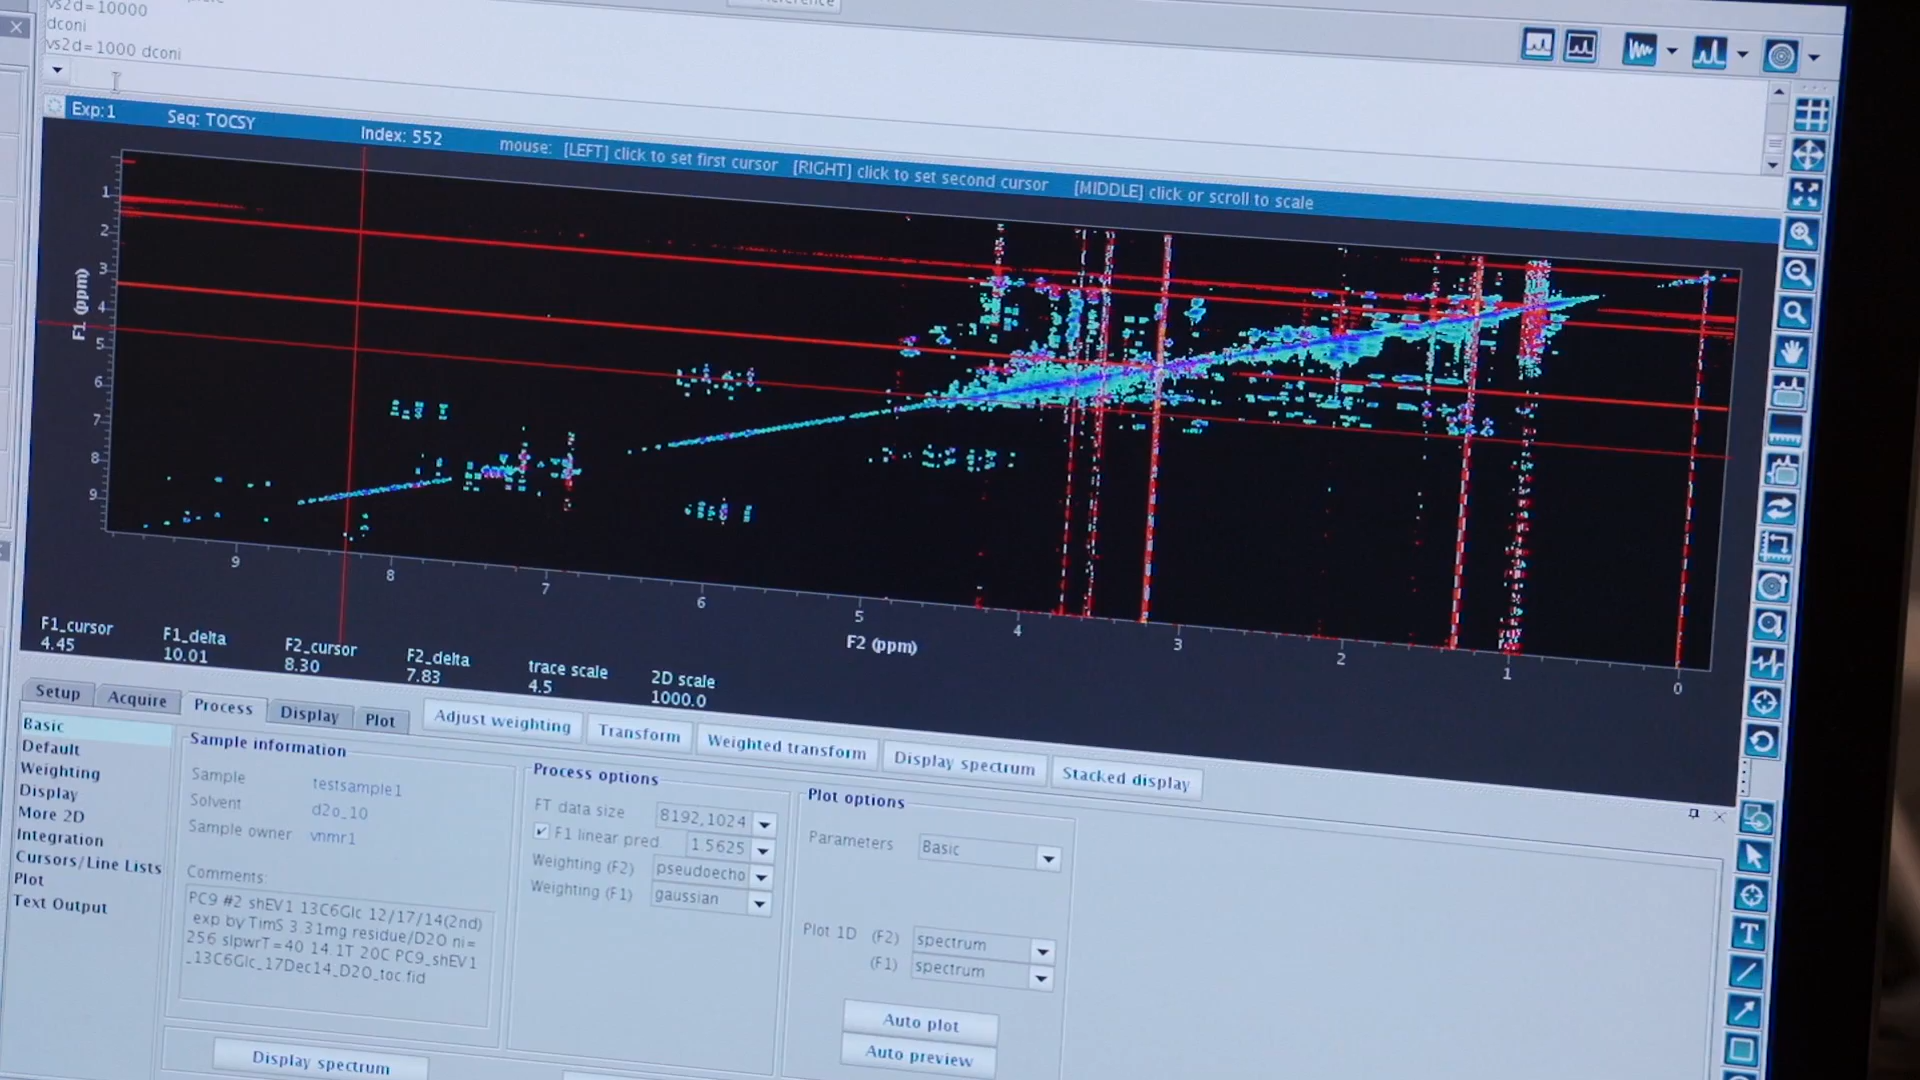 vs2d=10000
dconi
vs2d=1000 dconi
Exp:1 Seq: TOCSY Index: 552 mouse: [LEFT] click to set first cursor [RIGHT] click to set second cursor [MIDDLE] click or scroll to scale
F1 (ppm)
1
2
3
4
5
6
7
8
9
9 8 7 6 5 4 3 2 1 0
F2 (ppm)
F1_cursor F1_delta F2_cursor F2_delta trace scale 2D scale
4.45 10.01 8.30 7.83 4.5 1000.0
Setup Acquire Process Display Plot Adjust weighting Transform Weighted transform Display spectrum Stacked display
Basic
Default
Weighting
Display
More 2D
Integration
Cursors/Line Lists
Plot
Text Output
Sample information
Sample testsample1
Solvent d2o_10
Sample owner vnmr1
Comments:
PC9 #2 shEV1 13C6Glc 12/17/14(2nd)
exp by TimS 3.31mg residue/D2O ni=
256 slpwrT=40 14.1T 20C PC9_shEV1
_13C6Glc_17Dec14_D2O_toc.fid
Display spectrum
Process options
FT data size 8192,1024
F1 linear pred 1.5625
Weighting (F2) pseudoecho
Weighting (F1) gaussian
Plot options
Parameters Basic
Plot 1D (F2) spectrum
(F1) spectrum
Auto plot
Auto preview
T